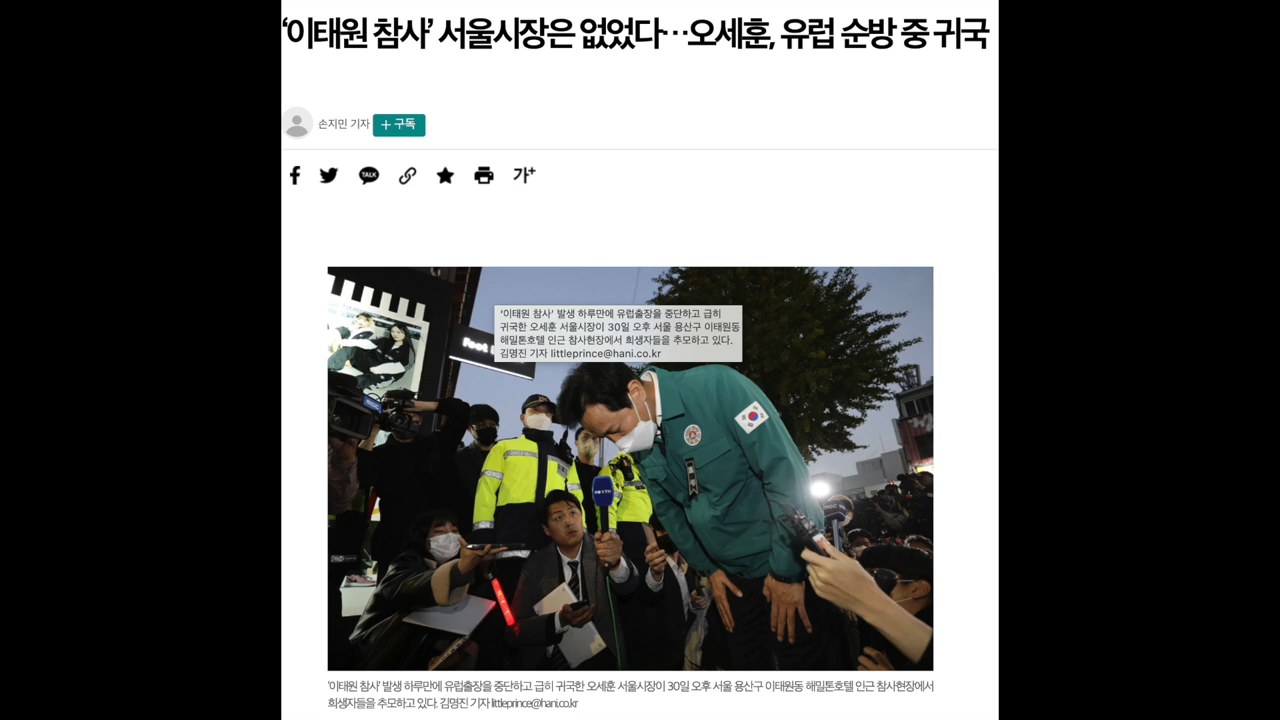 ‘이태원 참사’ 서울시장은 없었다…오세훈, 유럽 순방 중 귀국
손지민 기자 + 구독
TALK
가+
‘이태원 참사’ 발생 하루만에 유럽출장을 중단하고 급히
귀국한 오세훈 서울시장이 30일 오후 서울 용산구 이태원동
해밀톤호텔 인근 참사현장에서 희생자들을 추모하고 있다.
김명진 기자 littleprince@hani.co.kr
YTN
'이태원 참사' 발생 하루만에 유럽출장을 중단하고 급히 귀국한 오세훈 서울시장이 30일 오후 서울 용산구 이태원동 해밀톤호텔 인근 참사현장에서
희생자들을 추모하고 있다. 김명진 기자 littleprince@hani.co.kr